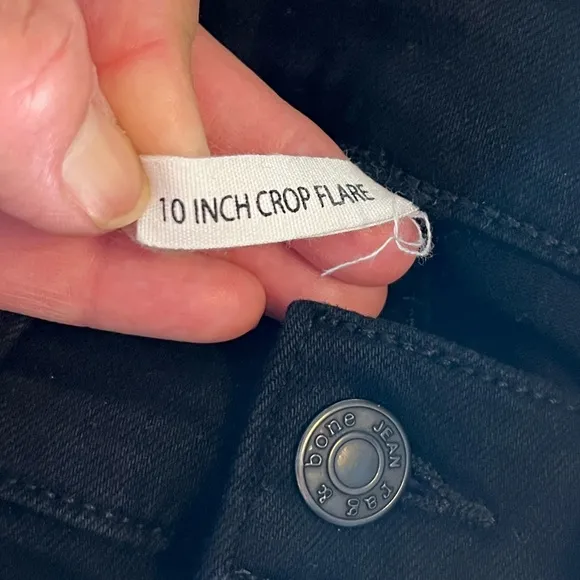 10 INCH CROP FLARE
rag & bone JEAN